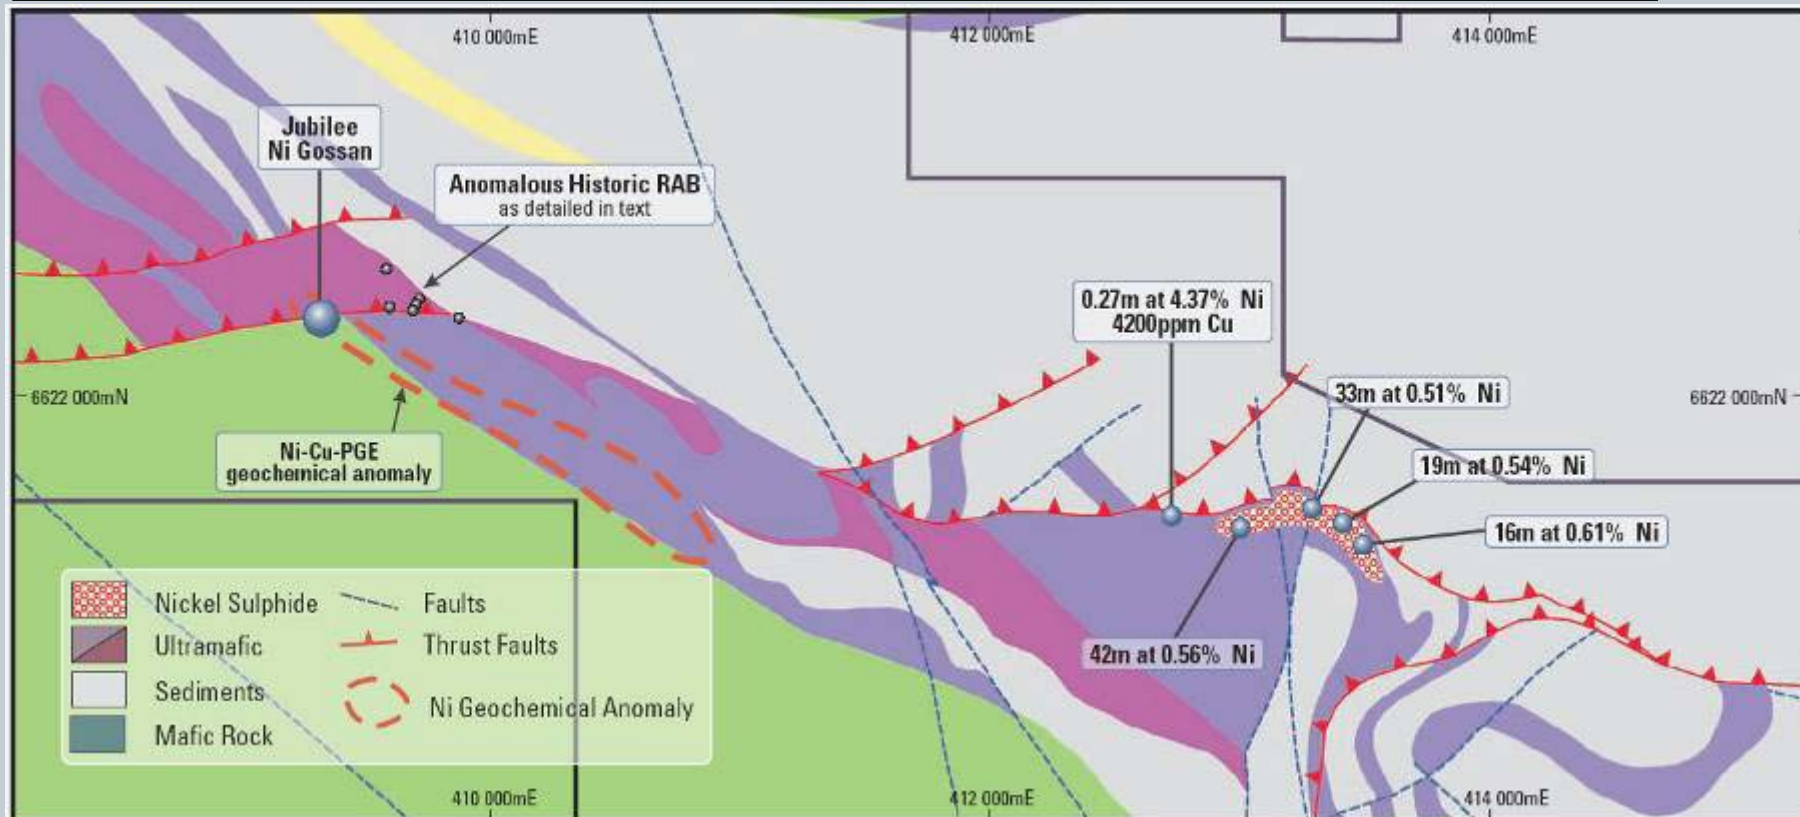 410 000mE
412 000mE
414 000mE
Jubilee
Ni Gossan
Anomalous Historic RAB
as detailed in text
0.27m at 4.37% Ni
4200ppm Cu
6622 000mN
33m at 0.51% Ni
6622 000mN
Ni-Cu-PGE
geochemical anomaly
19m at 0.54% Ni
16m at 0.61% Ni
42m at 0.56% Ni
Nickel Sulphide
Faults
Ultramafic
Thrust Faults
Sediments
Ni Geochemical Anomaly
Mafic Rock
410 000mE
412 000mE
414 000mE